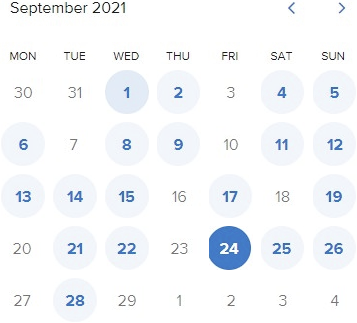 September 2021
MON TUE WED THU FRI SAT SUN
30 31 1 2 3 4 5
6 7 8 9 10 11 12
13 14 15 16 17 18 19
20 21 22 23 24 25 26
27 28 29 1 2 3 4